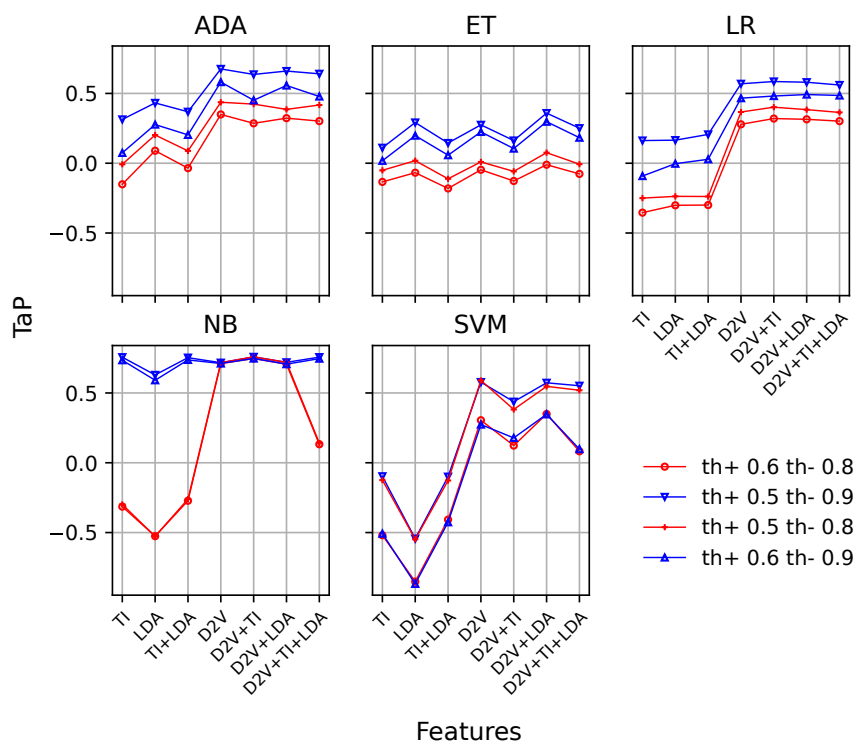 ADA
ET
LR
0.5
0.0
−0.5
TaP
TI
LDA
TI+LDA
D2V
D2V+TI
D2V+LDA
D2V+TI+LDA
NB
SVM
0.5
0.0
−0.5
th+ 0.6 th- 0.8
th+ 0.5 th- 0.9
th+ 0.5 th- 0.8
th+ 0.6 th- 0.9
TI
LDA
TI+LDA
D2V
D2V+TI
D2V+LDA
D2V+TI+LDA
TI
LDA
TI+LDA
D2V
D2V+TI
D2V+LDA
D2V+TI+LDA
Features